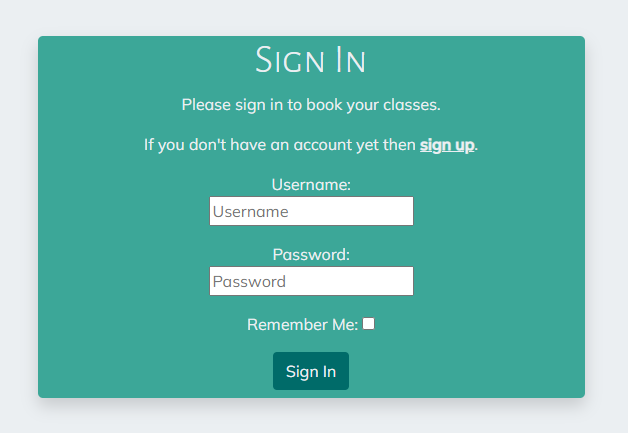 Sign In
Please sign in to book your classes.
If you don't have an account yet then sign up.
Username:
Username
Password:
Password
Remember Me:
Sign In